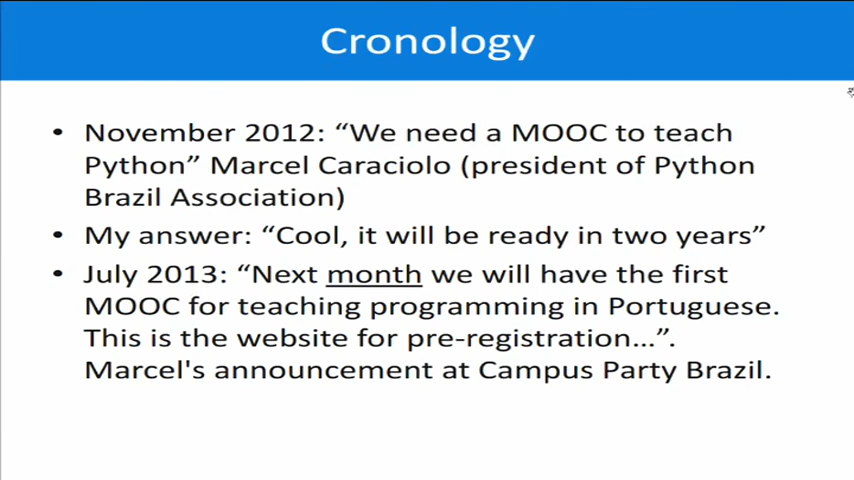 Cronology
• November 2012: “We need a MOOC to teach
Python” Marcel Caraciolo (president of Python
Brazil Association)
• My answer: “Cool, it will be ready in two years”
• July 2013: “Next month we will have the first
MOOC for teaching programming in Portuguese.
This is the website for pre-registration...”.
Marcel's announcement at Campus Party Brazil.